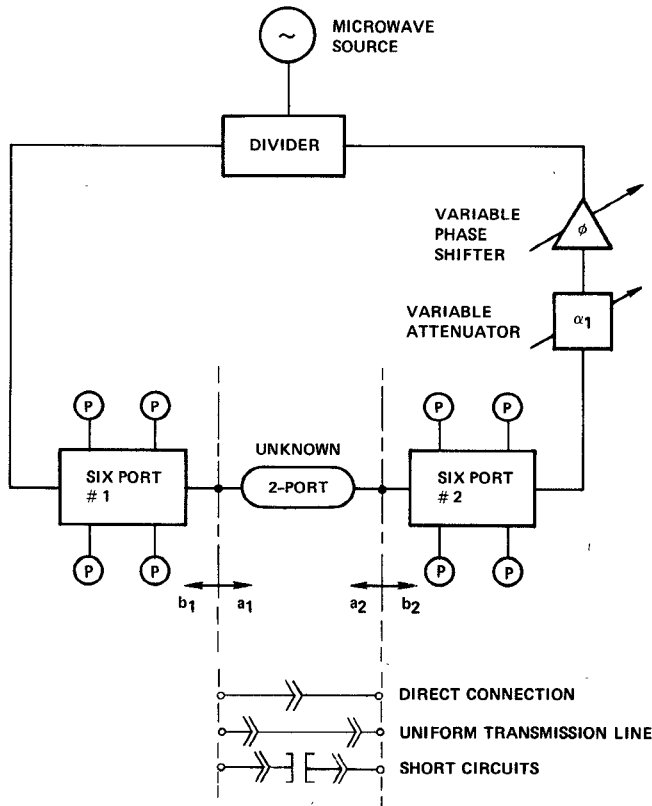 MICROWAVE
SOURCE
~
DIVIDER
VARIABLE
PHASE
SHIFTER
ϕ
VARIABLE
ATTENUATOR
α1
P
P
P
P
UNKNOWN
SIX PORT
# 1
2-PORT
SIX PORT
# 2
P
P
P
P
b1
a1
a2
b2
DIRECT CONNECTION
UNIFORM TRANSMISSION LINE
SHORT CIRCUITS